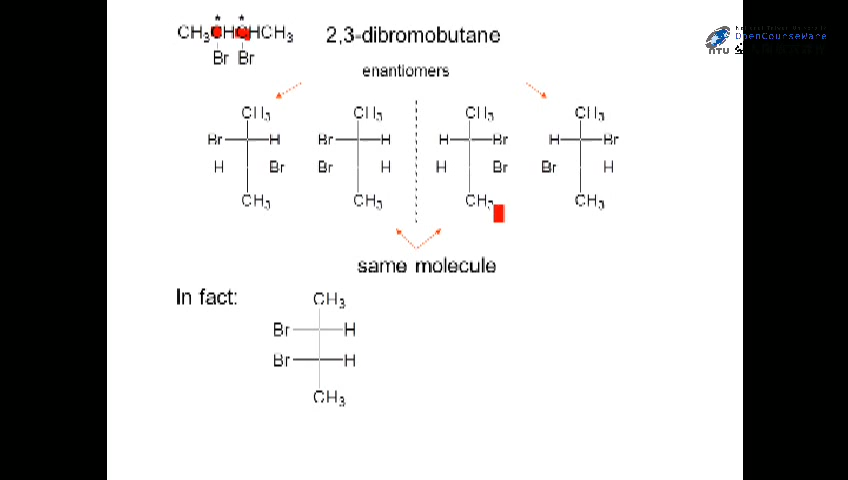 * *
CH₃CHCHCH₃ 2,3-dibromobutane
Br Br
enantiomers
CH₃ CH₃ CH₃ CH₃
Br H Br H H Br H Br
H Br Br H H Br Br H
CH₃ CH₃ CH₃ CH₃
same molecule
In fact:
CH₃
Br H
Br H
CH₃
OpenCourseWare
NTU